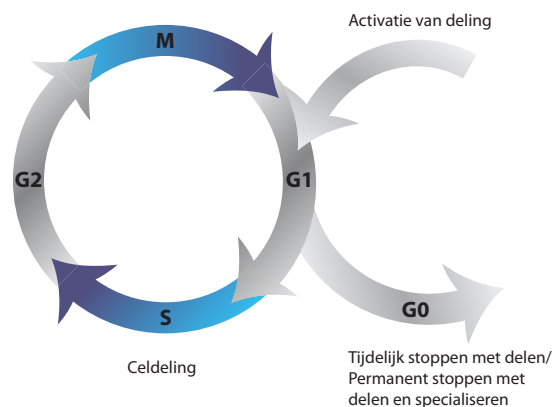 Activatie van deling
M
G2
G1
S
G0
Celdeling
Tijdelijk stoppen met delen/
Permanent stoppen met
delen en specialiseren